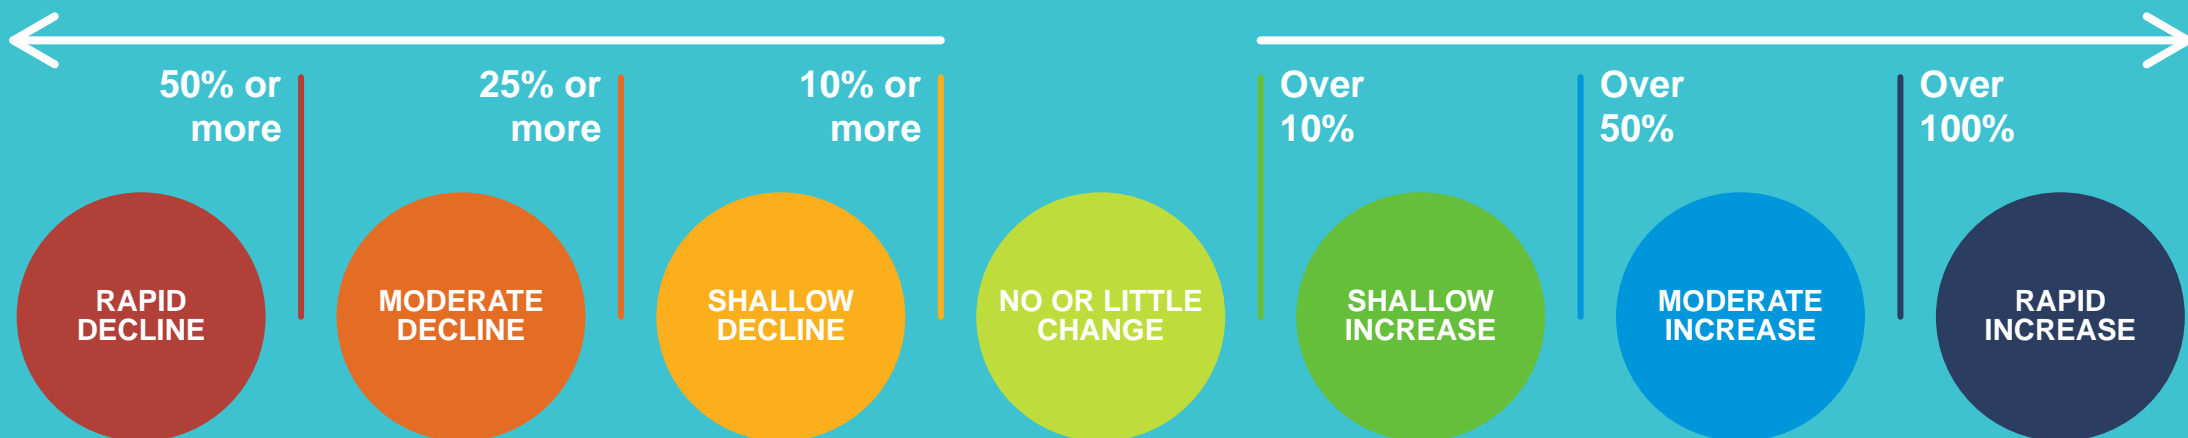 50% or
more
25% or
more
10% or
more
Over
10%
Over
50%
Over
100%
RAPID
DECLINE
MODERATE
DECLINE
SHALLOW
DECLINE
NO OR LITTLE
CHANGE
SHALLOW
INCREASE
MODERATE
INCREASE
RAPID
INCREASE